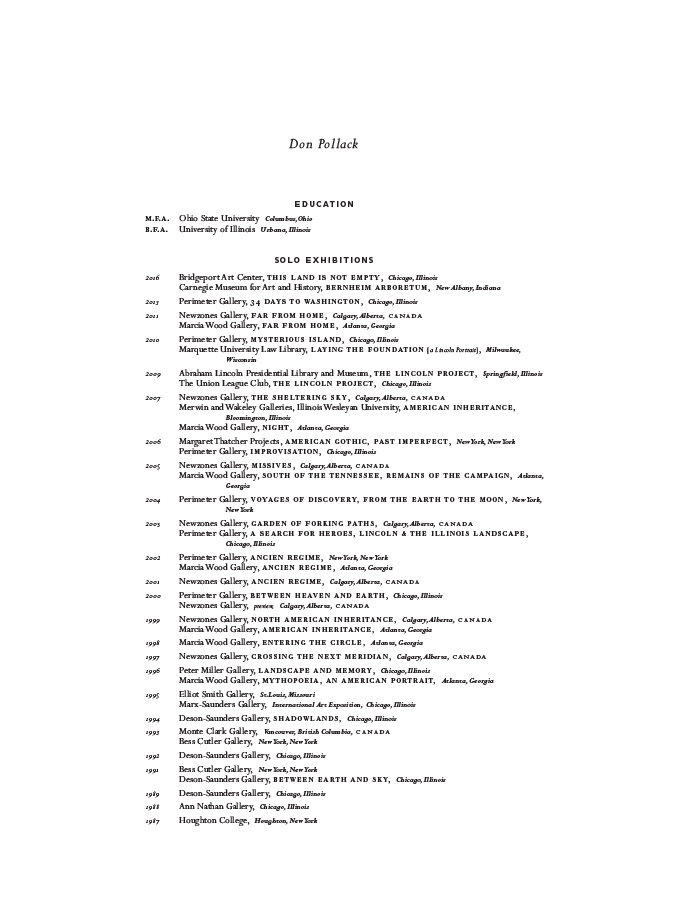 Don Pollack
EDUCATION
M.F.A. Ohio State University Columbus, Ohio
B.F.A. University of Illinois Urbana, Illinois
SOLO EXHIBITIONS
2016 Bridgeport Art Center, THIS LAND IS NOT EMPTY, Chicago, Illinois
Carnegie Museum for Art and History, BERNHEIM ARBORETUM, New Albany, Indiana
2013 Perimeter Gallery, 34 DAYS TO WASHINGTON, Chicago, Illinois
2011 Newzones Gallery, FAR FROM HOME, Calgary, Alberta, CANADA
Marcia Wood Gallery, FAR FROM HOME, Atlanta, Georgia
2010 Perimeter Gallery, MYSTERIOUS ISLAND, Chicago, Illinois
Marquette University Law Library, LAYING THE FOUNDATION [a Lincoln Portrait], Milwaukee,
Wisconsin
2009 Abraham Lincoln Presidential Library and Museum, THE LINCOLN PROJECT, Springfield, Illinois
The Union League Club, THE LINCOLN PROJECT, Chicago, Illinois
2007 Newzones Gallery, THE SHELTERING SKY, Calgary, Alberta, CANADA
Merwin and Wakeley Galleries, Illinois Wesleyan University, AMERICAN INHERITANCE,
Bloomington, Illinois
Marcia Wood Gallery, NIGHT, Atlanta, Georgia
2006 Margaret Thatcher Projects, AMERICAN GOTHIC, PAST IMPERFECT, New York, New York
Perimeter Gallery, IMPROVISATION, Chicago, Illinois
2005 Newzones Gallery, MISSIVES, Calgary, Alberta, CANADA
Marcia Wood Gallery, SOUTH OF THE TENNESSEE, REMAINS OF THE CAMPAIGN, Atlanta,
Georgia
2004 Perimeter Gallery, VOYAGES OF DISCOVERY, FROM THE EARTH TO THE MOON, New York,
New York
2003 Newzones Gallery, GARDEN OF FORKING PATHS, Calgary, Alberta, CANADA
Perimeter Gallery, A SEARCH FOR HEROES, LINCOLN & THE ILLINOIS LANDSCAPE,
Chicago, Illinois
2002 Perimeter Gallery, ANCIEN REGIME, New York, New York
Marcia Wood Gallery, ANCIEN REGIME, Atlanta, Georgia
2001 Newzones Gallery, ANCIEN REGIME, Calgary, Alberta, CANADA
2000 Perimeter Gallery, BETWEEN HEAVEN AND EARTH, Chicago, Illinois
Newzones Gallery, preview, Calgary, Alberta, CANADA
1999 Newzones Gallery, NORTH AMERICAN INHERITANCE, Calgary, Alberta, CANADA
Marcia Wood Gallery, AMERICAN INHERITANCE, Atlanta, Georgia
1998 Marcia Wood Gallery, ENTERING THE CIRCLE, Atlanta, Georgia
1997 Newzones Gallery, CROSSING THE NEXT MERIDIAN, Calgary, Alberta, CANADA
1996 Peter Miller Gallery, LANDSCAPE AND MEMORY, Chicago, Illinois
Marcia Wood Gallery, MYTHOPOEIA, AN AMERICAN PORTRAIT, Atlanta, Georgia
1995 Elliot Smith Gallery, St. Louis, Missouri
Marx-Saunders Gallery, International Art Exposition, Chicago, Illinois
1994 Deson-Saunders Gallery, SHADOWLANDS, Chicago, Illinois
1993 Monte Clark Gallery, Vancouver, British Columbia, CANADA
Bess Cutler Gallery, New York, New York
1992 Deson-Saunders Gallery, Chicago, Illinois
1991 Bess Cutler Gallery, New York, New York
Deson-Saunders Gallery, BETWEEN EARTH AND SKY, Chicago, Illinois
1989 Deson-Saunders Gallery, Chicago, Illinois
1988 Ann Nathan Gallery, Chicago, Illinois
1987 Houghton College, Houghton, New York